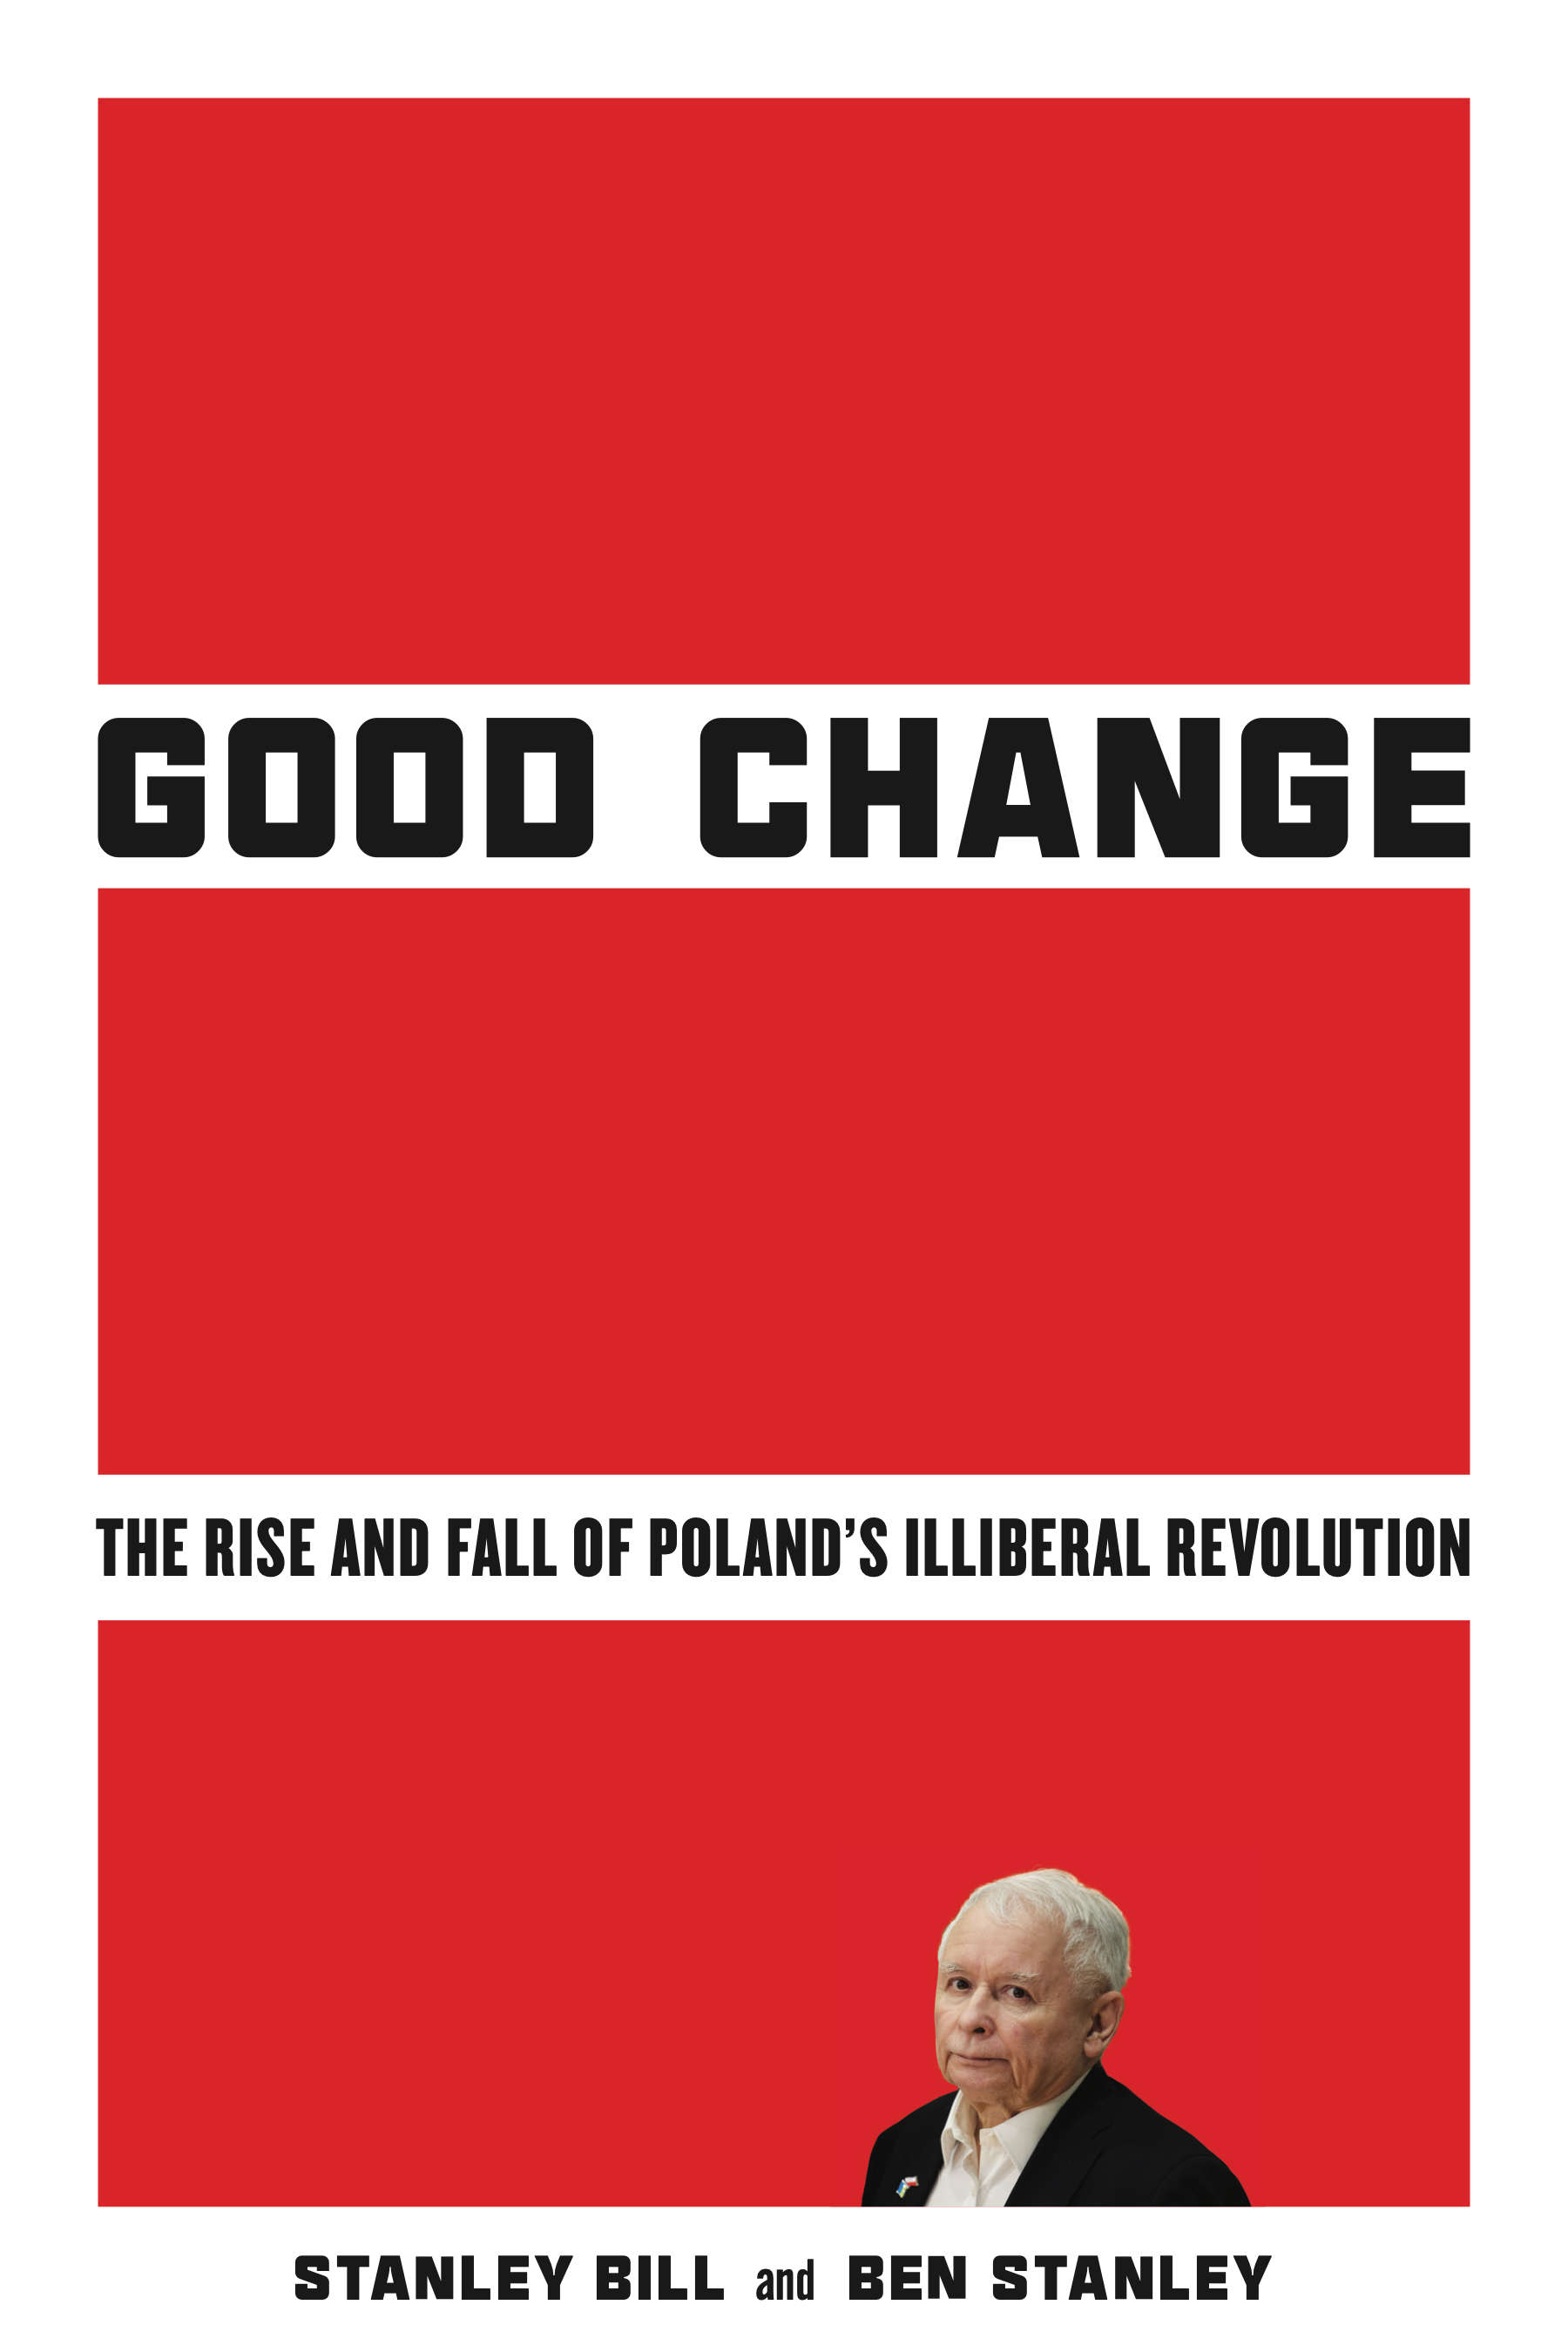 GOOD CHANGE
THE RISE AND FALL OF POLAND’S ILLIBERAL REVOLUTION
STANLEY BILL and BEN STANLEY